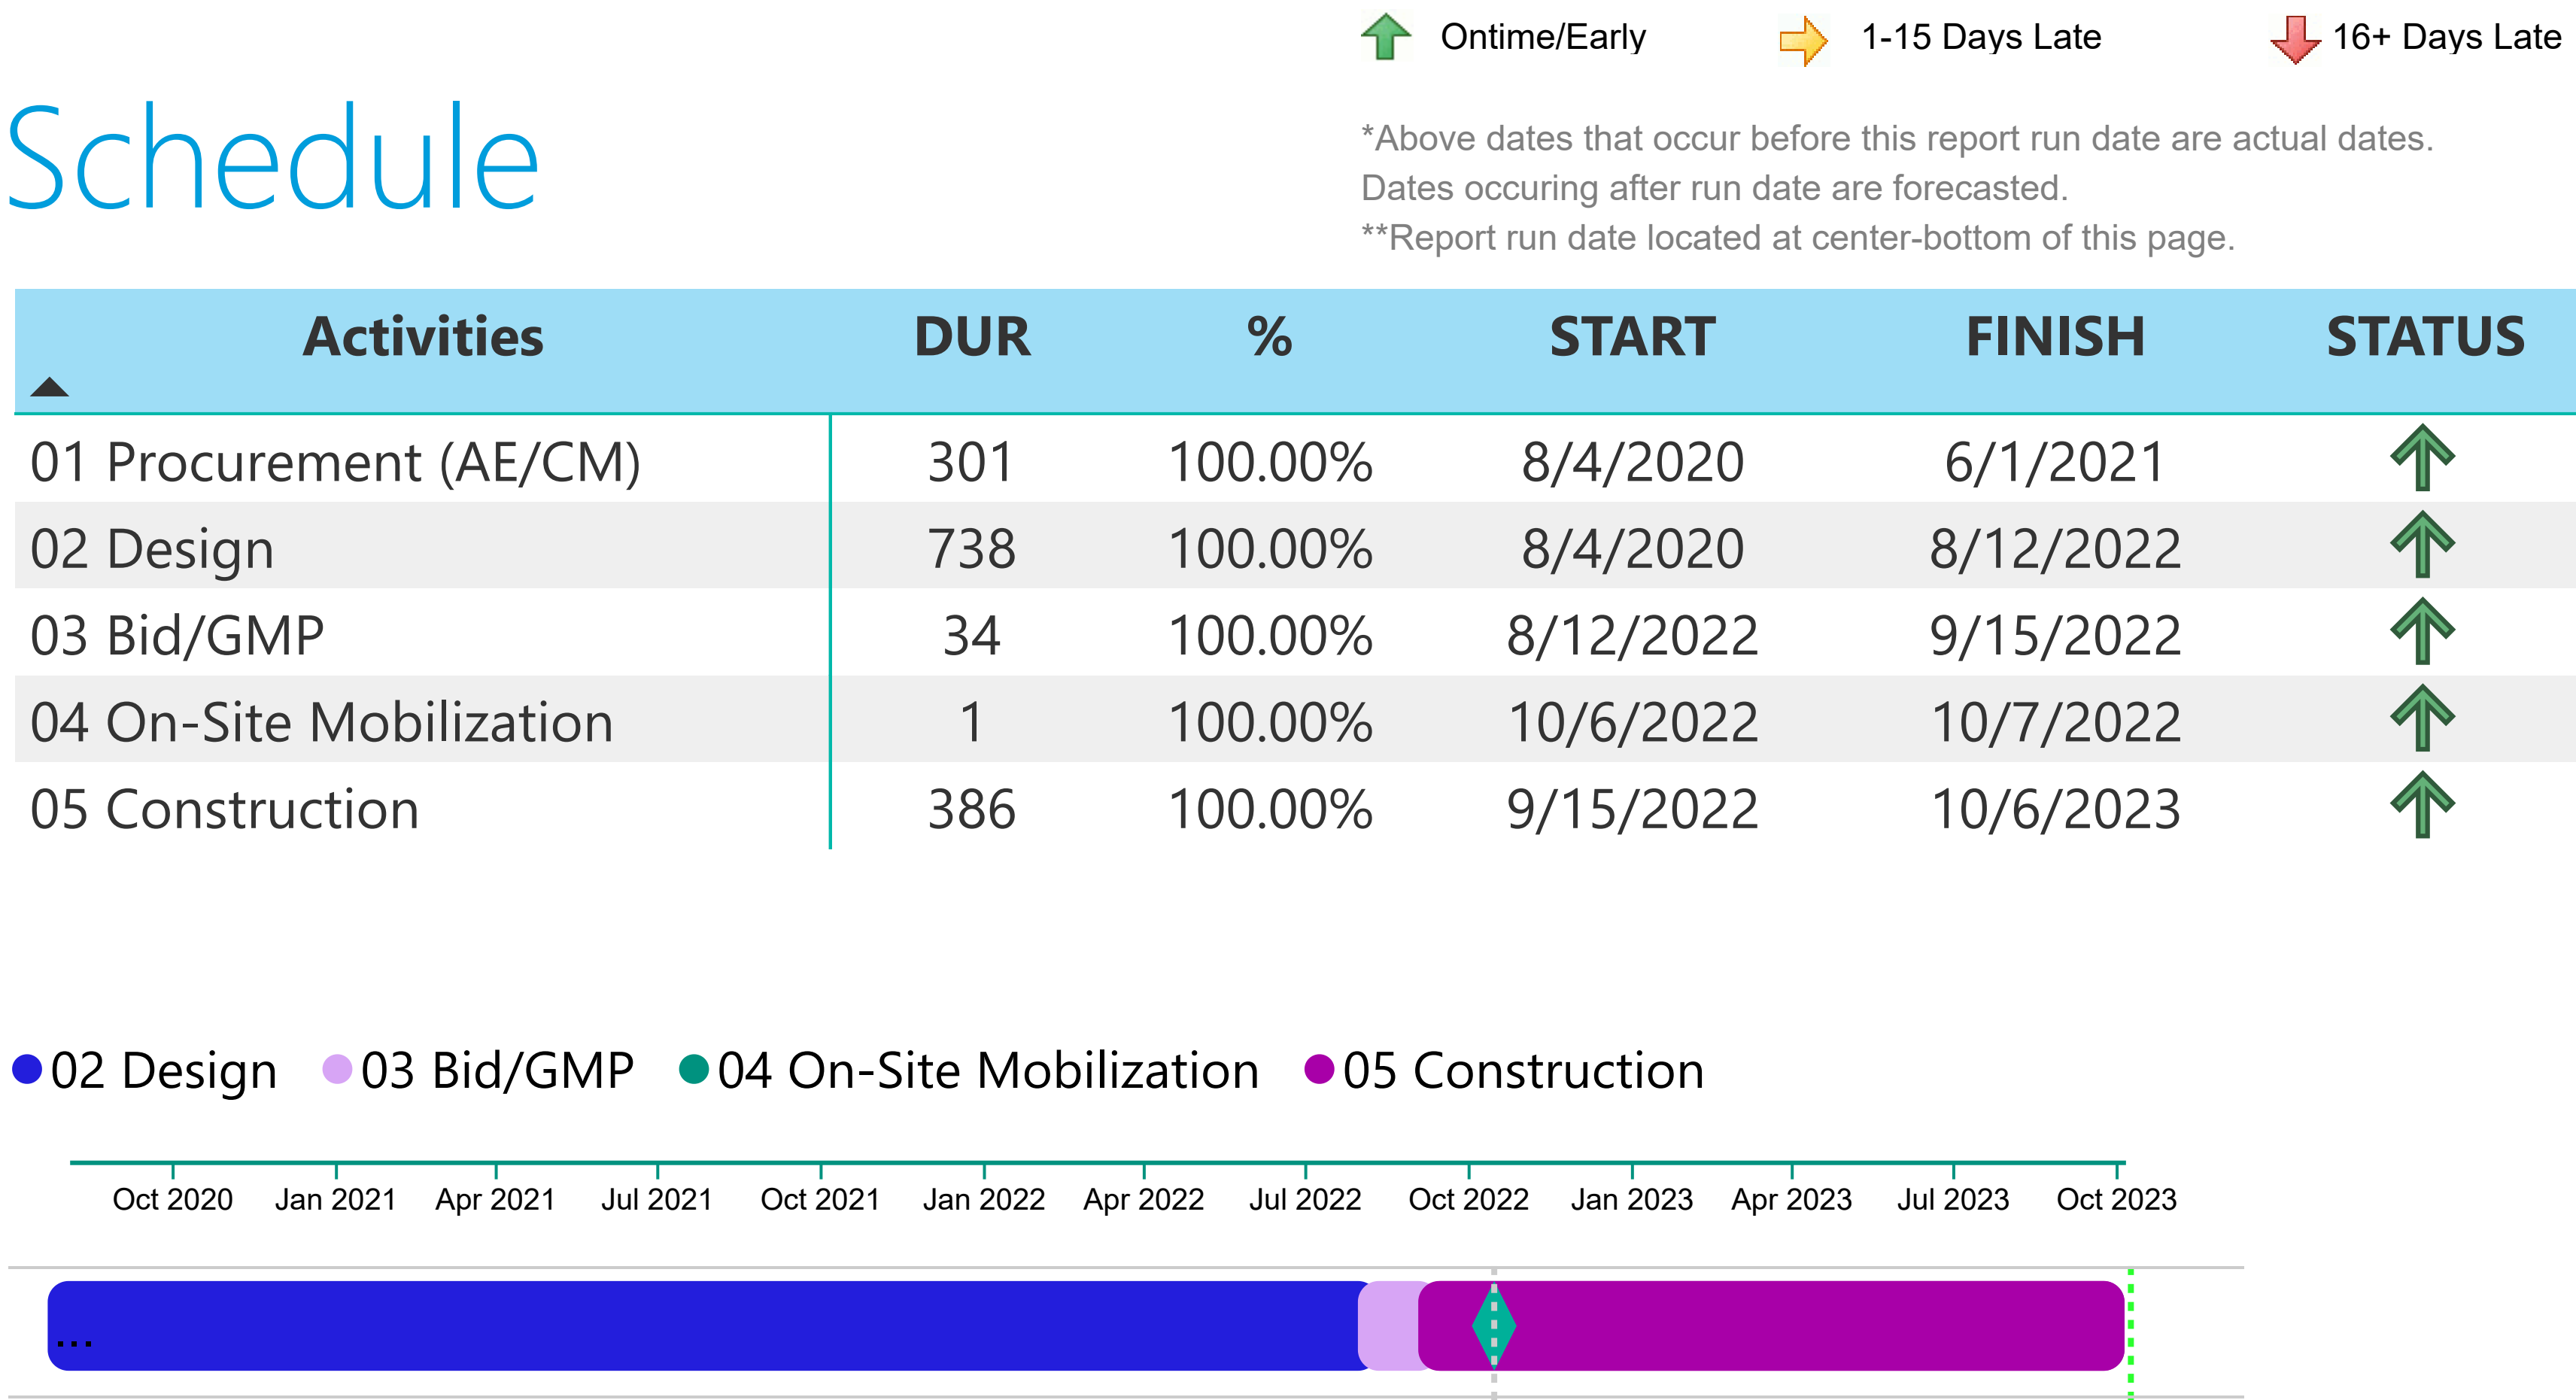 Ontime/Early 1-15 Days Late 16+ Days Late
Schedule
*Above dates that occur before this report run date are actual dates.
Dates occuring after run date are forecasted.
**Report run date located at center-bottom of this page.
Activities DUR % START FINISH STATUS
01 Procurement (AE/CM) 301 100.00% 8/4/2020 6/1/2021
02 Design 738 100.00% 8/4/2020 8/12/2022
03 Bid/GMP 34 100.00% 8/12/2022 9/15/2022
04 On-Site Mobilization 1 100.00% 10/6/2022 10/7/2022
05 Construction 386 100.00% 9/15/2022 10/6/2023
02 Design 03 Bid/GMP 04 On-Site Mobilization 05 Construction
Oct 2020 Jan 2021 Apr 2021 Jul 2021 Oct 2021 Jan 2022 Apr 2022 Jul 2022 Oct 2022 Jan 2023 Apr 2023 Jul 2023 Oct 2023
...